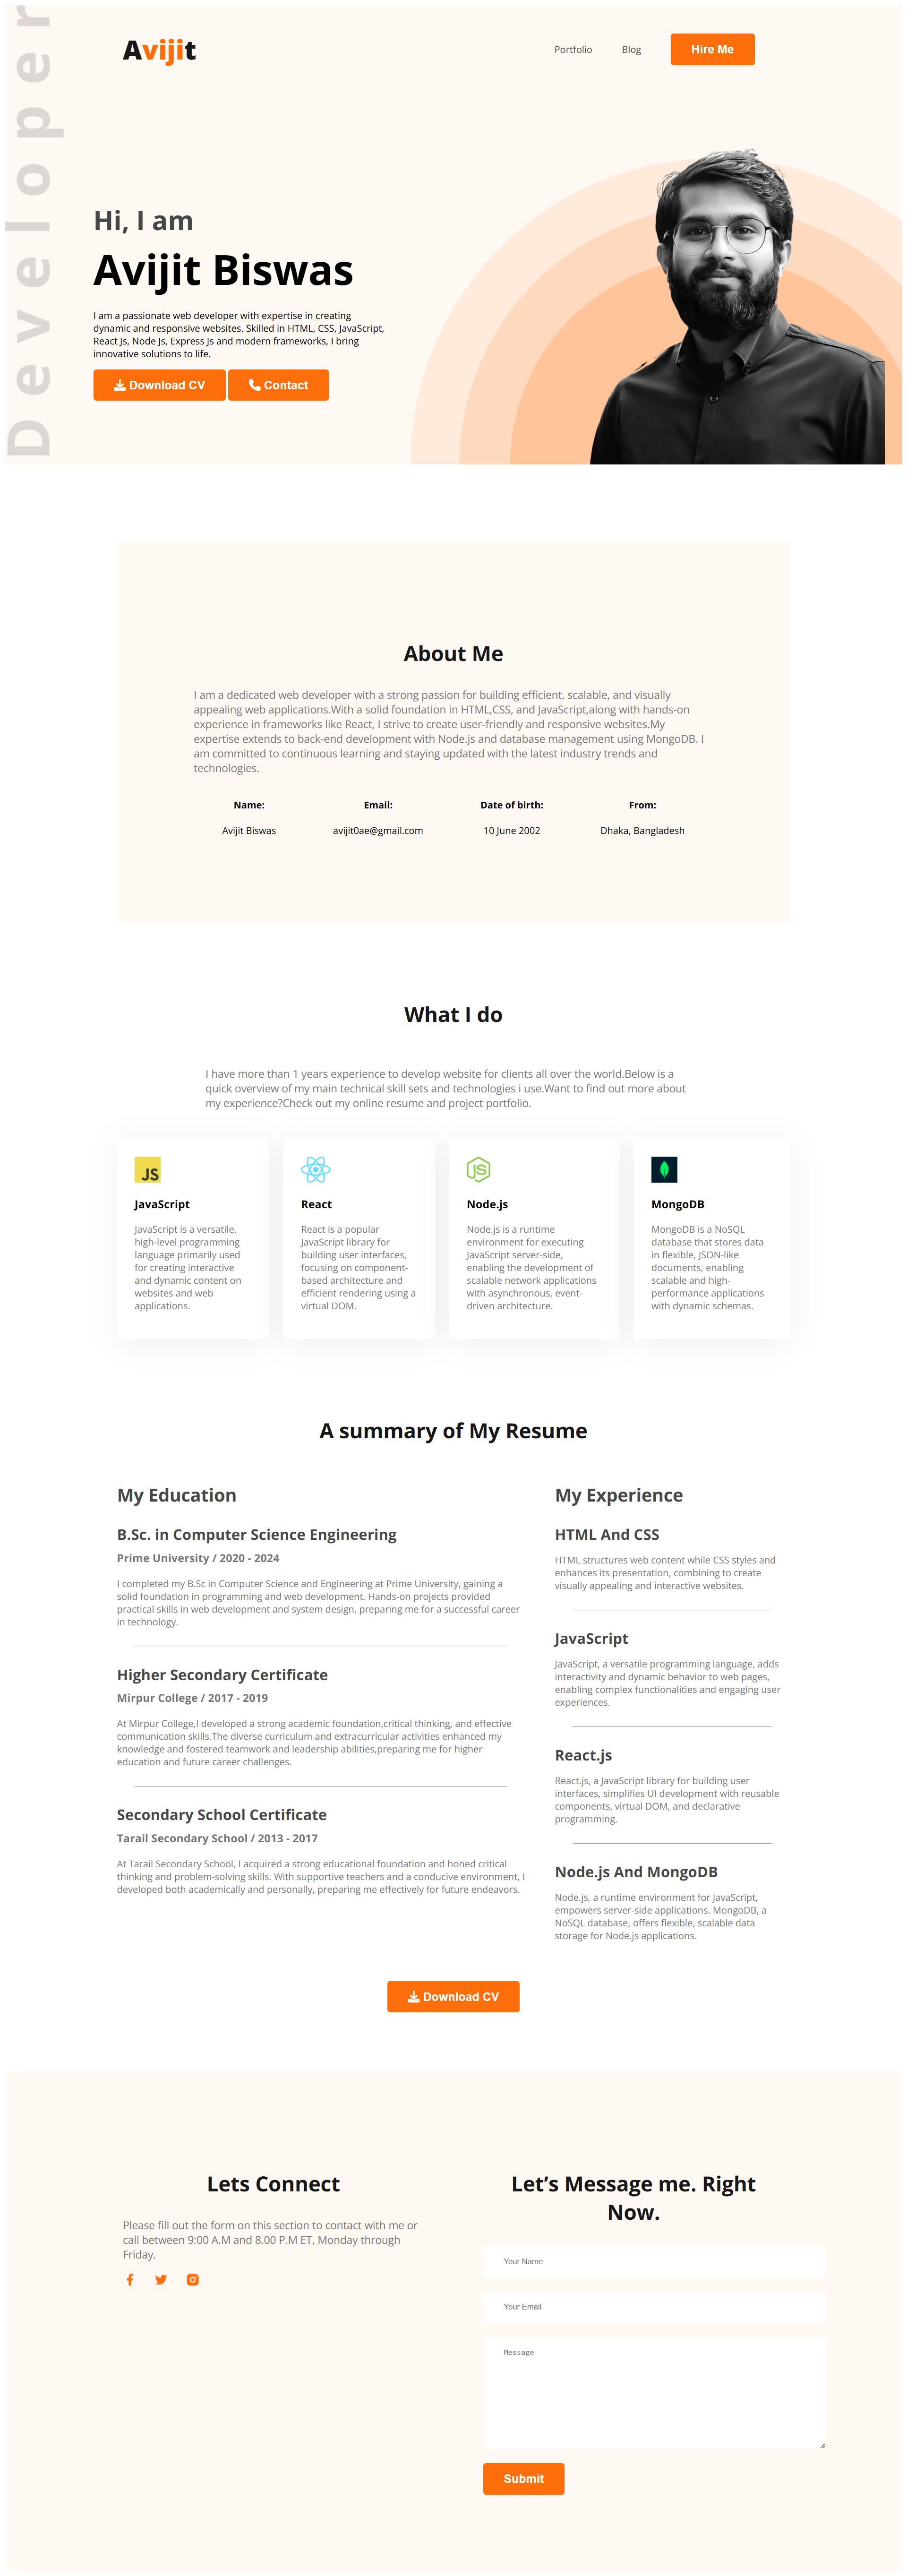 Developer
Avijit
Portfolio Blog Hire Me
Hi, I am
Avijit Biswas
I am a passionate web developer with expertise in creating
dynamic and responsive websites. Skilled in HTML, CSS, JavaScript,
React Js, Node Js, Express Js and modern frameworks, I bring
innovative solutions to life.
Download CV Contact
About Me
I am a dedicated web developer with a strong passion for building efficient, scalable, and visually
appealing web applications.With a solid foundation in HTML,CSS, and JavaScript,along with hands-on
experience in frameworks like React, I strive to create user-friendly and responsive websites.My
expertise extends to back-end development with Node.js and database management using MongoDB. I
am committed to continuous learning and staying updated with the latest industry trends and
technologies.
Name: Email: Date of birth: From:
Avijit Biswas avijit0ae@gmail.com 10 June 2002 Dhaka, Bangladesh
What I do
I have more than 1 years experience to develop website for clients all over the world.Below is a
quick overview of my main technical skill sets and technologies i use.Want to find out more about
my experience?Check out my online resume and project portfolio.
JS
JavaScript
JavaScript is a versatile,
high-level programming
language primarily used
for creating interactive
and dynamic content on
websites and web
applications.
React
React is a popular
JavaScript library for
building user interfaces,
focusing on component-
based architecture and
efficient rendering using a
virtual DOM.
JS
Node.js
Node.js is a runtime
environment for executing
JavaScript server-side,
enabling the development of
scalable network applications
with asynchronous, event-
driven architecture.
MongoDB
MongoDB is a NoSQL
database that stores data
in flexible, JSON-like
documents, enabling
scalable and high-
performance applications
with dynamic schemas.
A summary of My Resume
My Education
B.Sc. in Computer Science Engineering
Prime University / 2020 - 2024
I completed my B.Sc in Computer Science and Engineering at Prime University, gaining a
solid foundation in programming and web development. Hands-on projects provided
practical skills in web development and system design, preparing me for a successful career
in technology.
Higher Secondary Certificate
Mirpur College / 2017 - 2019
At Mirpur College,I developed a strong academic foundation,critical thinking, and effective
communication skills.The diverse curriculum and extracurricular activities enhanced my
knowledge and fostered teamwork and leadership abilities,preparing me for higher
education and future career challenges.
Secondary School Certificate
Tarail Secondary School / 2013 - 2017
At Tarail Secondary School, I acquired a strong educational foundation and honed critical
thinking and problem-solving skills. With supportive teachers and a conducive environment, I
developed both academically and personally, preparing me effectively for future endeavors.
My Experience
HTML And CSS
HTML structures web content while CSS styles and
enhances its presentation, combining to create
visually appealing and interactive websites.
JavaScript
JavaScript, a versatile programming language, adds
interactivity and dynamic behavior to web pages,
enabling complex functionalities and engaging user
experiences.
React.js
React.js, a JavaScript library for building user
interfaces, simplifies UI development with reusable
components, virtual DOM, and declarative
programming.
Node.js And MongoDB
Node.js, a runtime environment for JavaScript,
empowers server-side applications. MongoDB, a
NoSQL database, offers flexible, scalable data
storage for Node.js applications.
Download CV
Lets Connect
Please fill out the form on this section to contact with me or
call between 9:00 A.M and 8.00 P.M ET, Monday through
Friday.
Let’s Message me. Right
Now.
Your Name
Your Email
Message
Submit